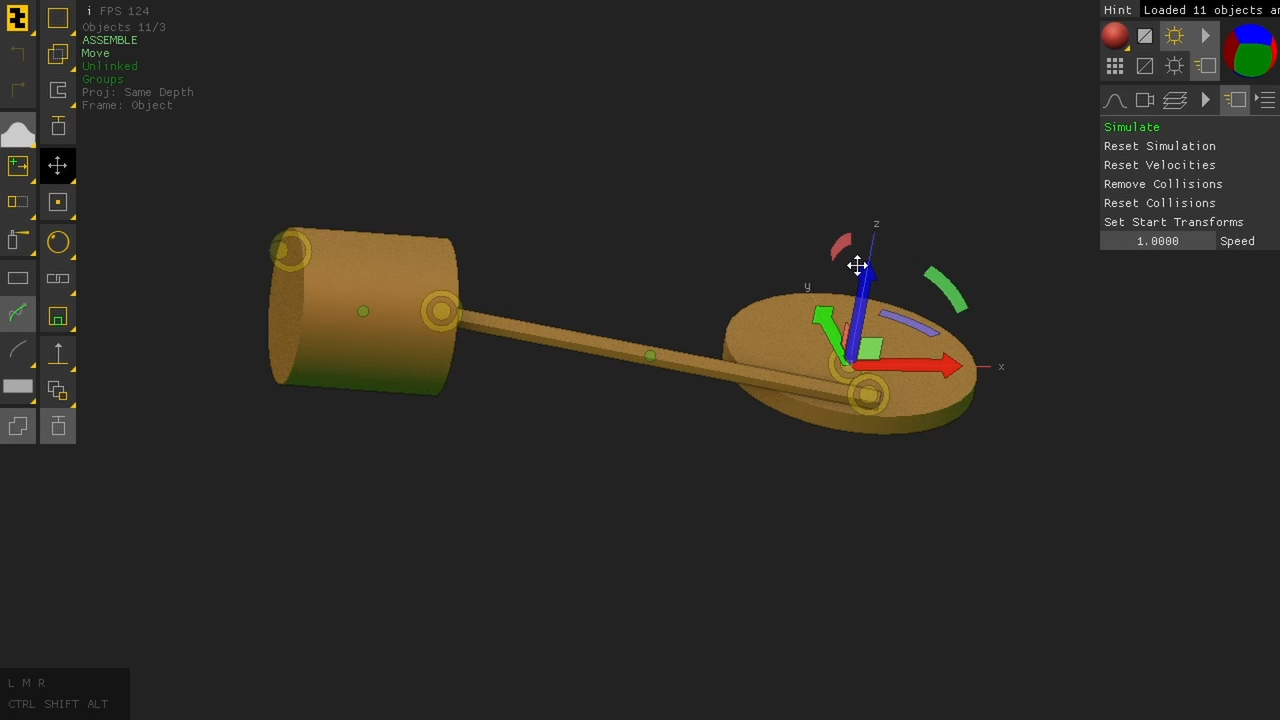 i FPS 124
Objects 11/3
ASSEMBLE
Move
Unlinked
Groups
Proj: Same Depth
Frame: Object
Hint Loaded 11 objects ar
Simulate
Reset Simulation
Reset Velocities
Remove Collisions
Reset Collisions
Set Start Transforms
1.0000 Speed
z
y
x
L M R
CTRL SHIFT ALT